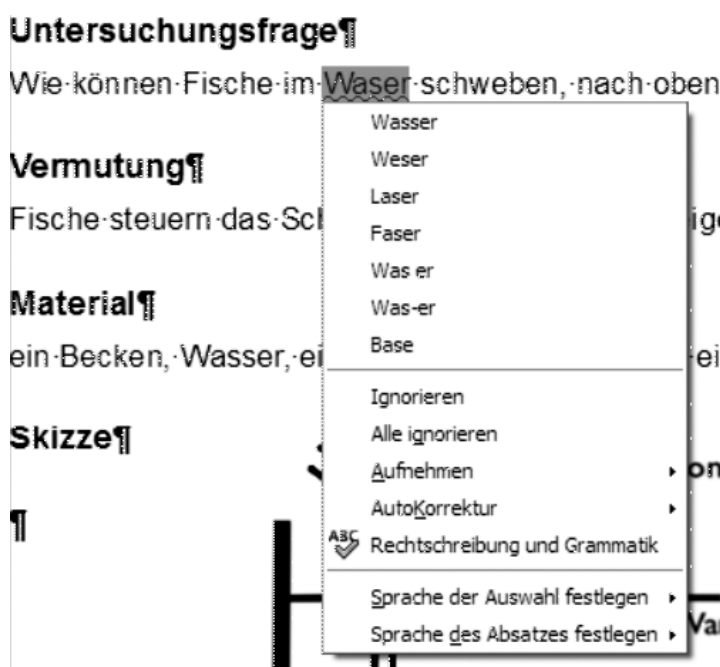 Untersuchungsfrage¶
Wie·können·Fische·im·Waser·schweben,·nach·oben
Wasser
Weser
Vermutung¶
Laser
Fische·steuern·das·
Faser
Was er
Material¶
Was-er
ein·Becken,·Wasser,·
Base
Ignorieren
Skizze¶
Alle ignorieren
Aufnehmen
AutoKorrektur
¶
ABC Rechtschreibung und Grammatik
Sprache der Auswahl festlegen
Sprache des Absatzes festlegen